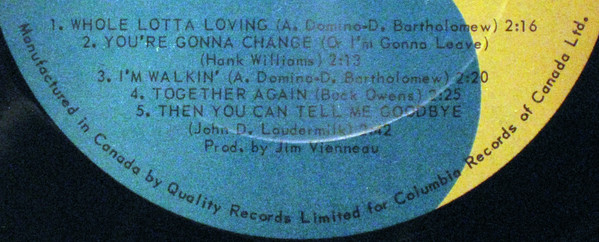 1. WHOLE LOTTA LOVING (A. Domino-D. Bartholomew) 2:16
2. YOU'RE GONNA CHANGE (Or I'm Gonna Leave)
(Hank Williams) 2:13
3. I'M WALKIN' (A. Domino-D. Bartholomew) 2:20
4. TOGETHER AGAIN (Buck Owens) 2:25
5. THEN YOU CAN TELL ME GOODBYE
(John D. Loudermilk) 2:42
Prod. by Jim Vienneau
Manufactured in Canada by Quality Records Limited for Columbia Records of Canada Ltd.